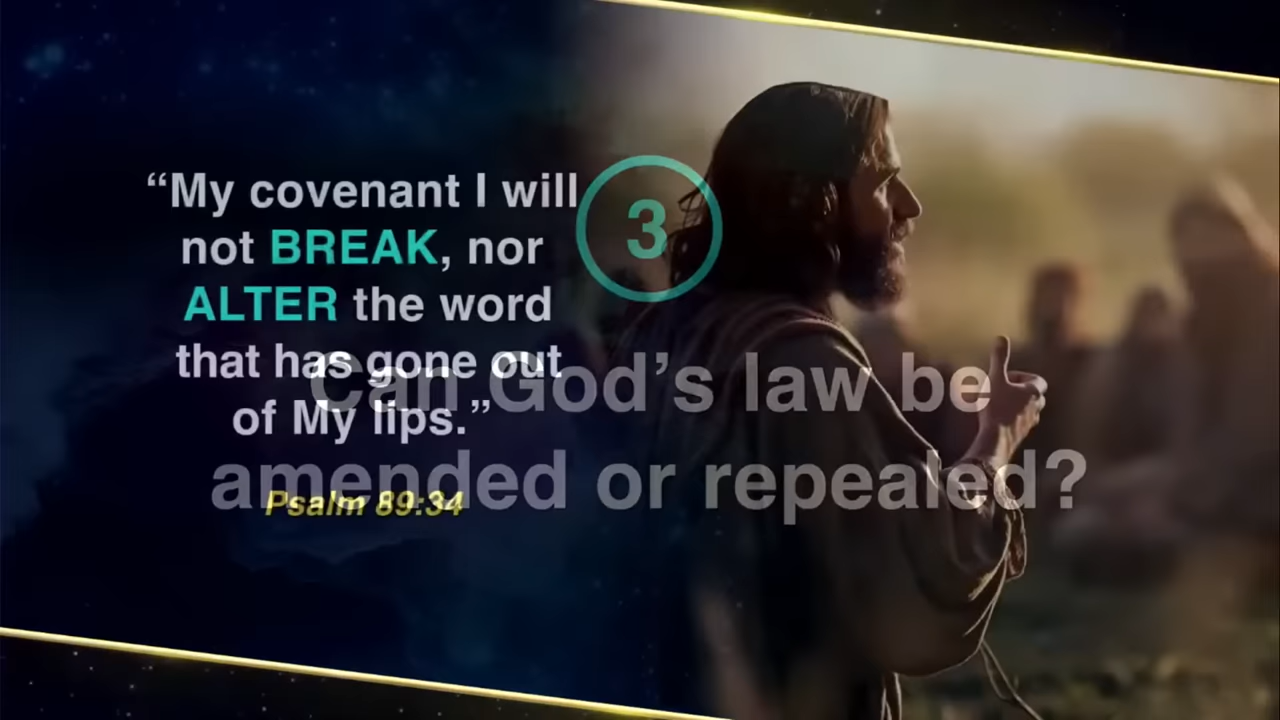 “My covenant I will
not BREAK, nor
ALTER the word
that has gone out
of My lips.”
Psalm 89:34
3
Can God’s law be
amended or repealed?